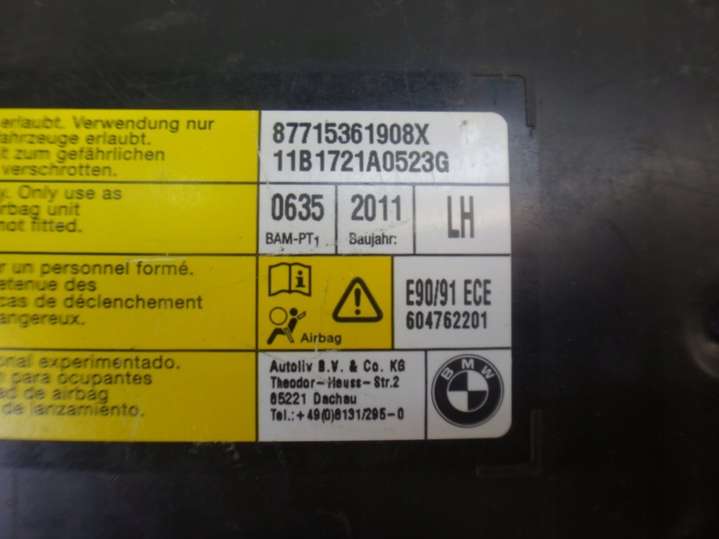 erlaubt. Verwendung nur
ahrzeuge erlaubt.
it zum gefährlichen
verschrotten.
y. Only use as
rbag unit
not fitted.
r un personnel formé.
etenue des
cas de déclenchement
angereux.
onal experimentado.
para ocupantes
ad de airbag
de lanzamiento.
87715361908X
11B1721A0523G
0635
BAM-PT1
2011
Baujahr:
LH
Airbag
E90/91 ECE
604762201
Autoliv B.V. & Co. KG
Theodor-Heuss-Str.2
85221 Dachau
Tel.:+49(0)8131/295-0
BMW